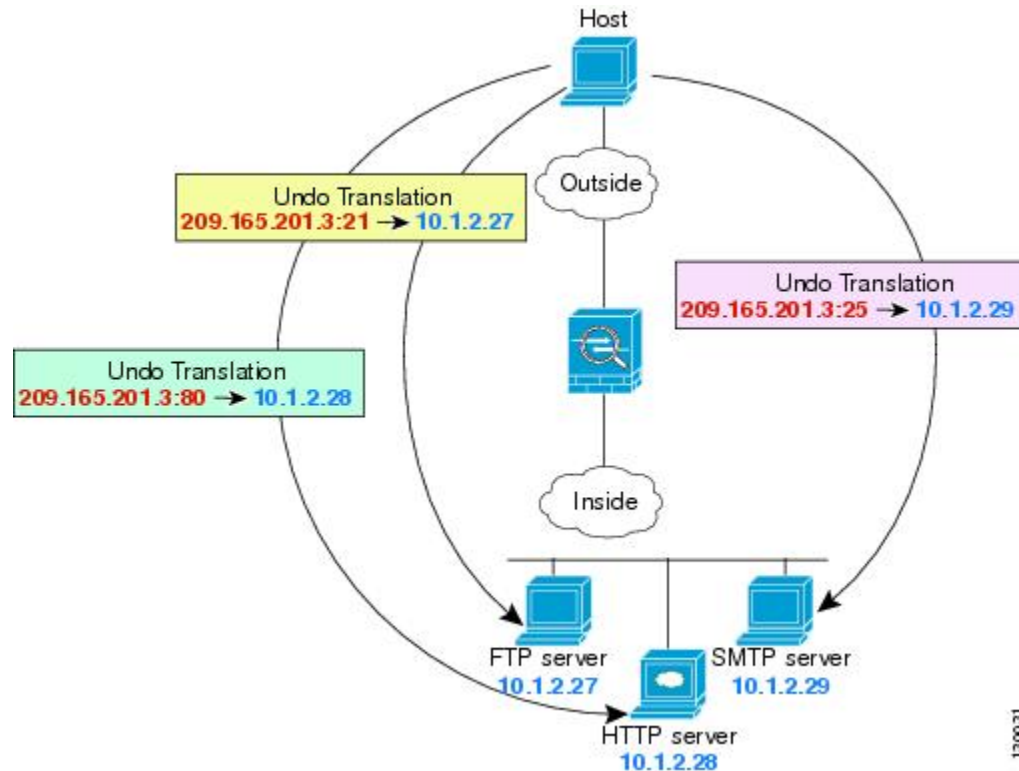 Host
Outside
Undo Translation
209.165.201.3:21 → 10.1.2.27
Undo Translation
209.165.201.3:25 → 10.1.2.29
Undo Translation
209.165.201.3:80 → 10.1.2.28
Inside
FTP server
10.1.2.27
SMTP server
10.1.2.29
HTTP server
10.1.2.28
130031